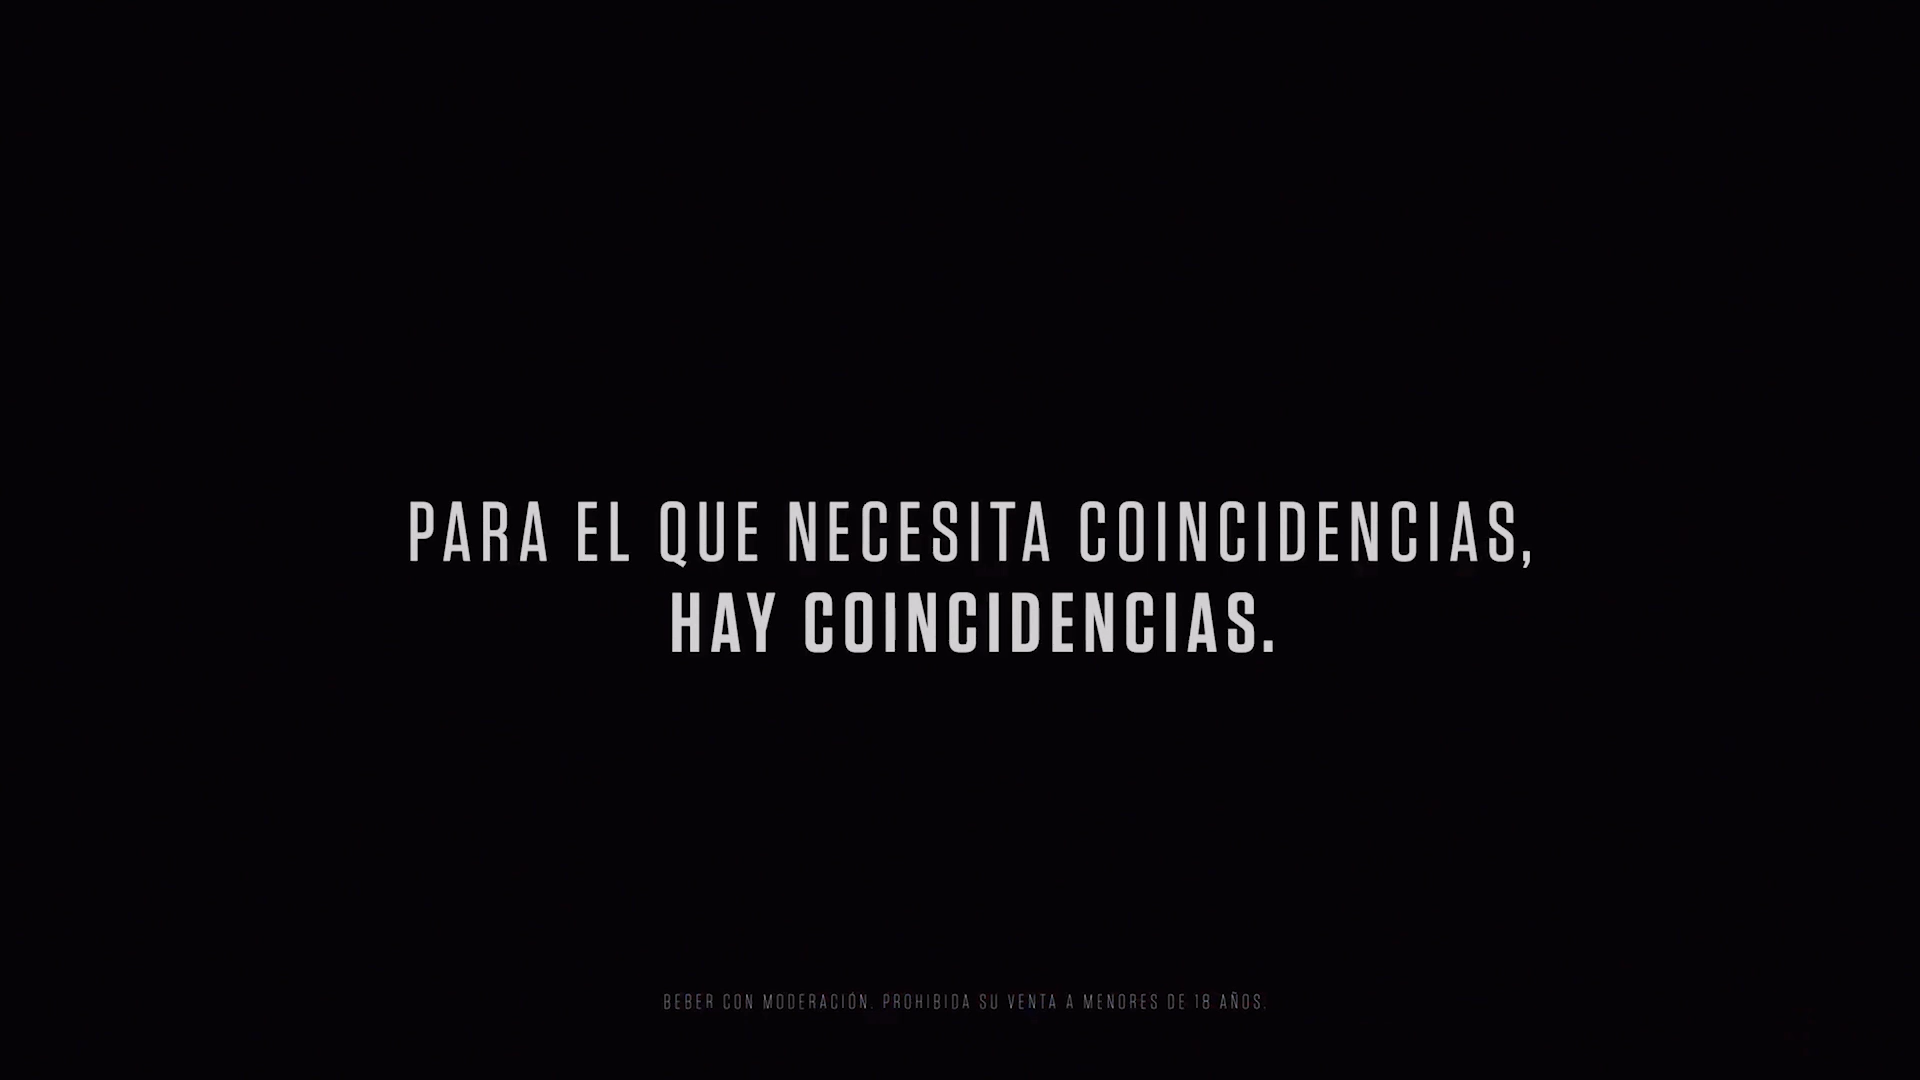 PARA EL QUE NECESITA COINCIDENCIAS,
HAY COINCIDENCIAS.
BEBER CON MODERACIÓN. PROHIBIDA SU VENTA A MENORES DE 18 AÑOS.